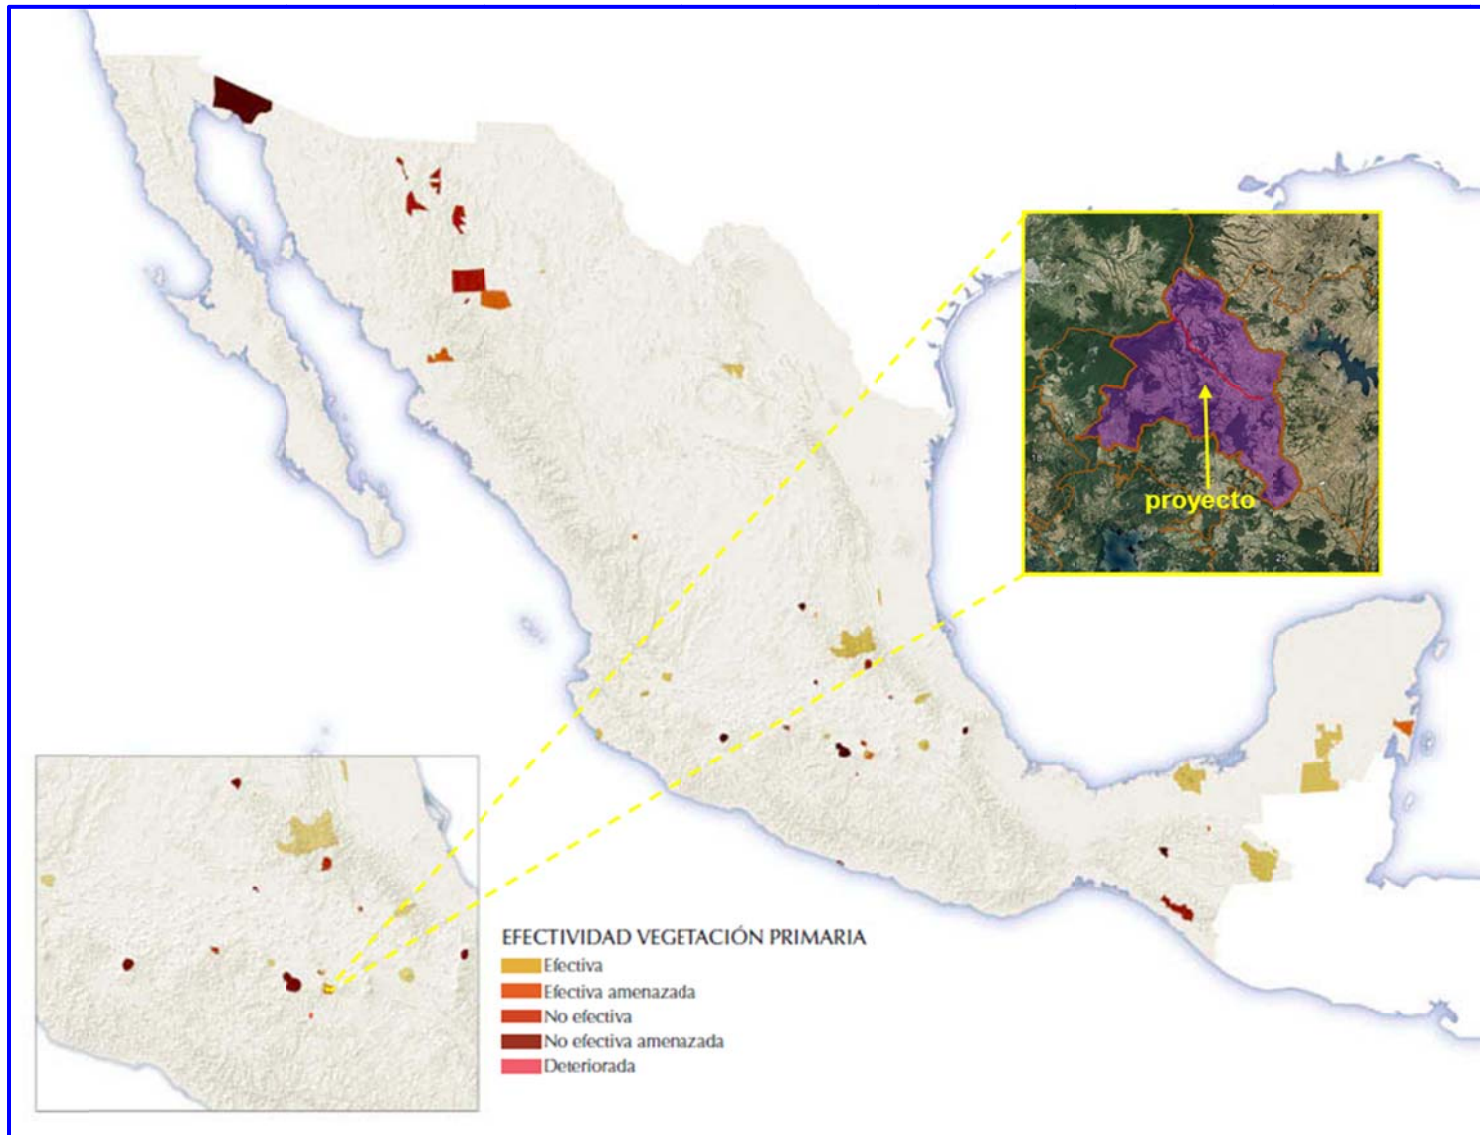 proyecto
EFECTIVIDAD VEGETACIÓN PRIMARIA
Efectiva
Efectiva amenazada
No efectiva
No efectiva amenazada
Deteriorada